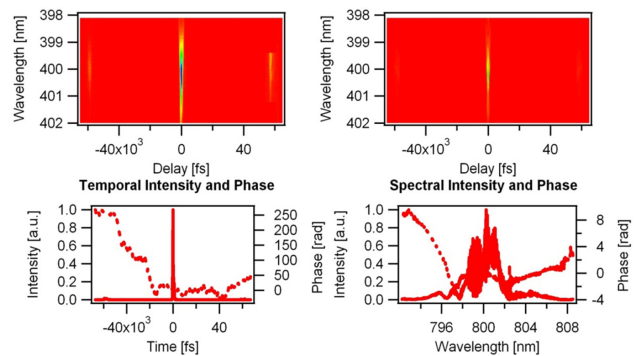 398
399
400
401
402
Wavelength [nm]
-40x10³
0
40
Delay [fs]
398
399
400
401
402
Wavelength [nm]
-40x10³
0
40
Delay [fs]
Temporal Intensity and Phase
1.0
0.8
0.6
0.4
0.2
0.0
Intensity [a.u.]
250
200
150
100
50
0
Phase [rad]
-40x10³
0
40
Time [fs]
Spectral Intensity and Phase
1.0
0.8
0.6
0.4
0.2
0.0
Intensity [a.u.]
8
4
0
-4
Phase [rad]
796
800
804
808
Wavelength [nm]